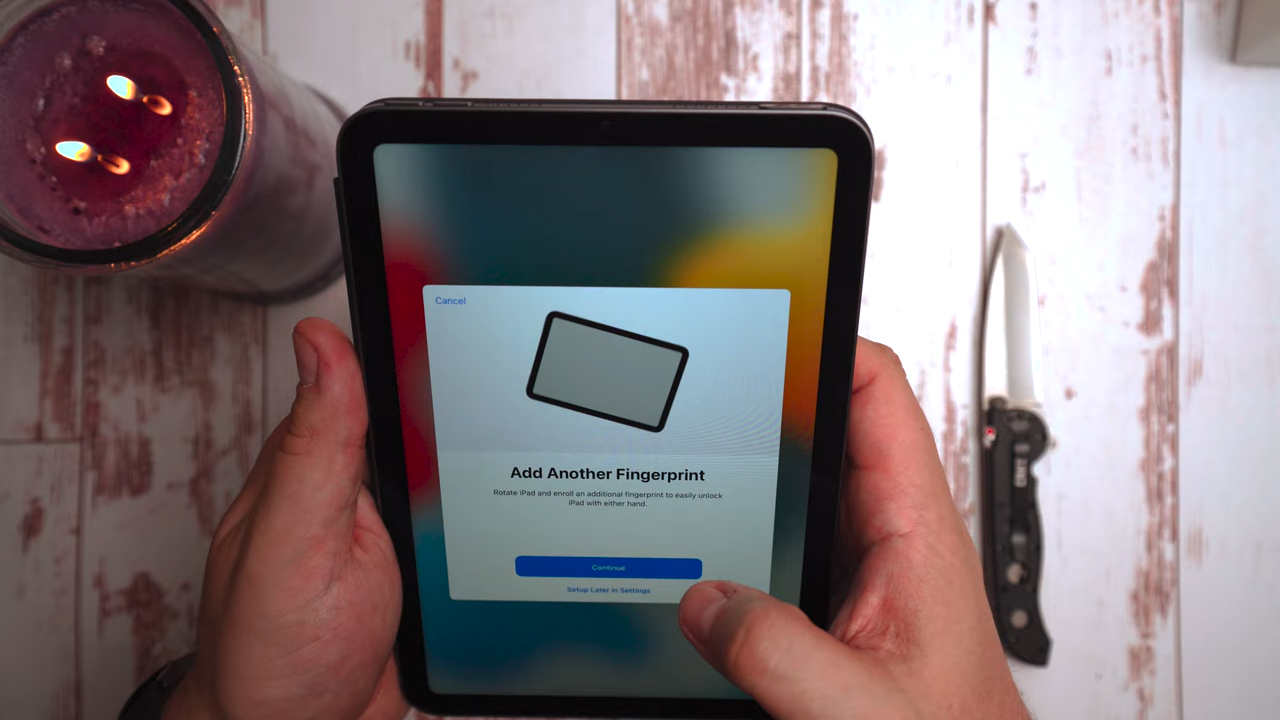 Cancel
Add Another Fingerprint
Rotate iPad and enroll an additional fingerprint to easily unlock
iPad with either hand.
Continue
Setup Later in Settings